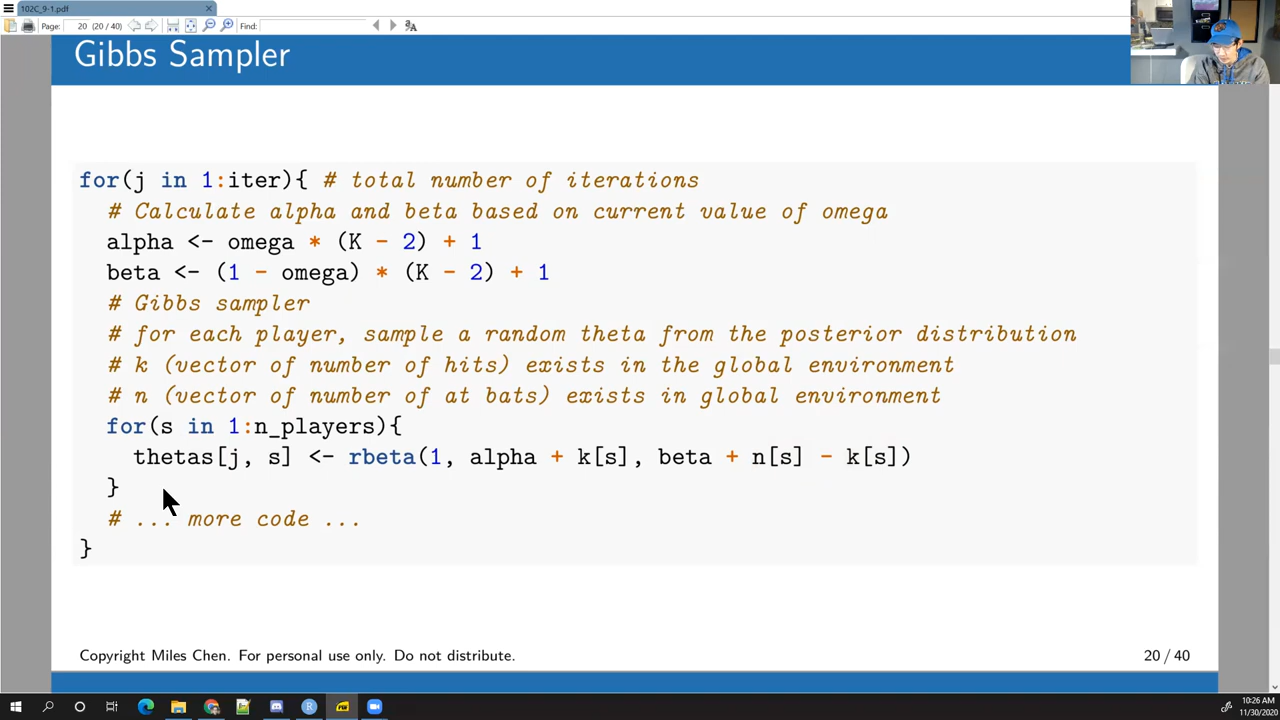 102C_9-1.pdf
Page: 20 (20 / 40) Find:
Gibbs Sampler
for(j in 1:iter){ # total number of iterations
# Calculate alpha and beta based on current value of omega
alpha <- omega * (K - 2) + 1
beta <- (1 - omega) * (K - 2) + 1
# Gibbs sampler
# for each player, sample a random theta from the posterior distribution
# k (vector of number of hits) exists in the global environment
# n (vector of number of at bats) exists in global environment
for(s in 1:n_players){
thetas[j, s] <- rbeta(1, alpha + k[s], beta + n[s] - k[s])
}
# ... more code ...
}
Copyright Miles Chen. For personal use only. Do not distribute.
20 / 40
10:26 AM
11/30/2020